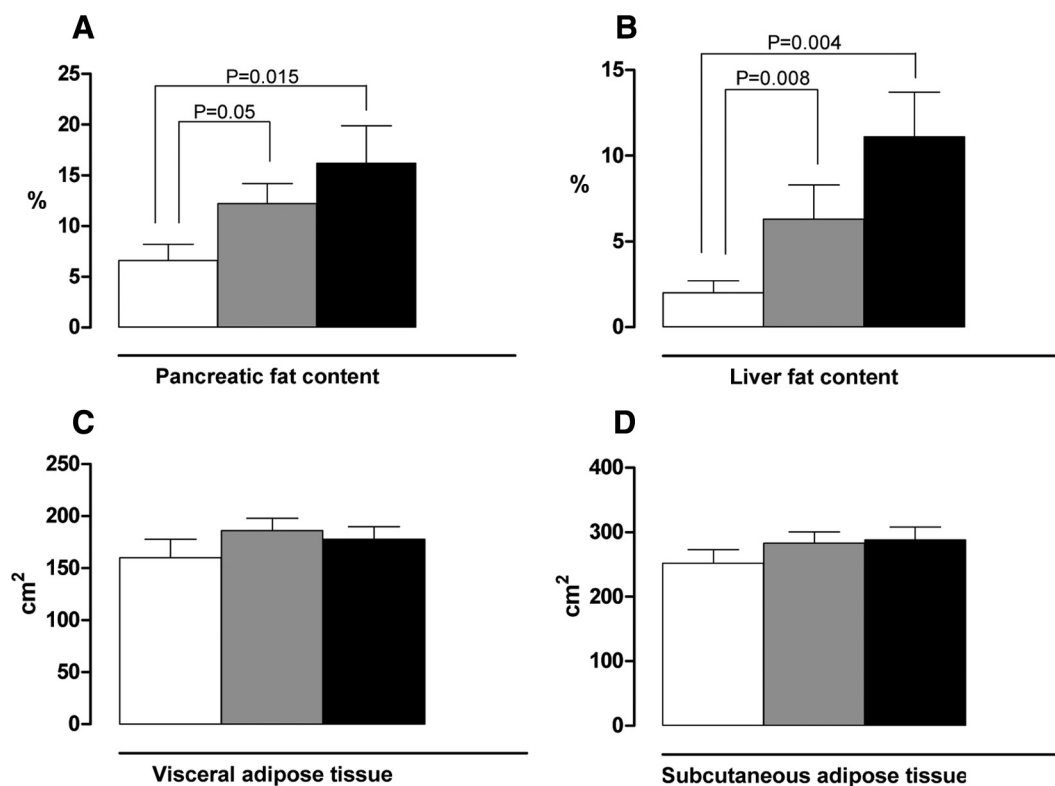 A
25
20
15
10
5
0
%
P=0.015
P=0.05
Pancreatic fat content
B
15
10
5
0
%
P=0.004
P=0.008
Liver fat content
C
250
200
150
100
50
0
cm²
Visceral adipose tissue
D
400
300
200
100
0
cm²
Subcutaneous adipose tissue